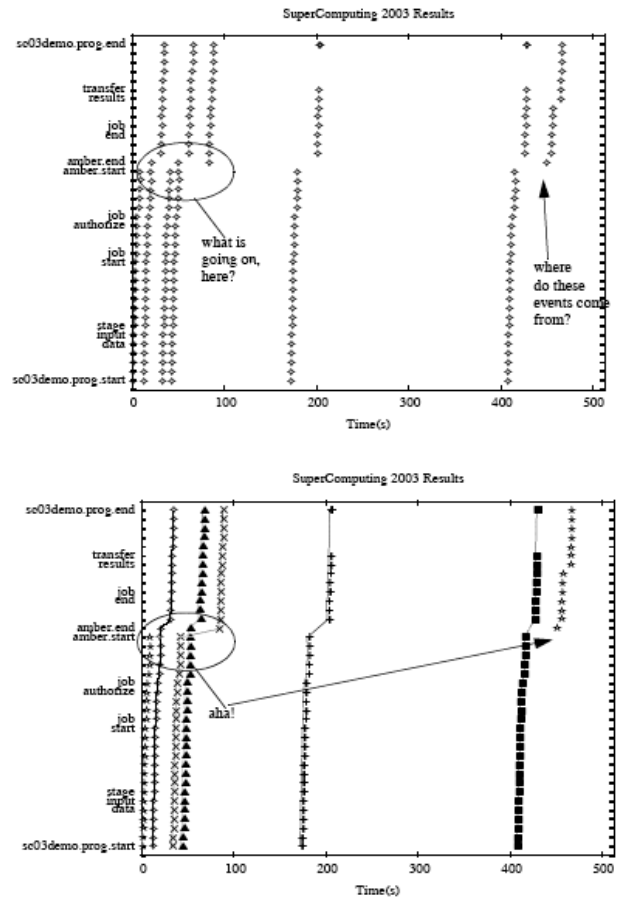 SuperComputing 2003 Results
sc03demo.prog.end
transfer
results
job
end
amber.end
amber.start
job
authorize
job
start
stage
input
data
sc03demo.prog.start
what is
going on,
here?
where
do these
events come
from?
0 100 200 300 400 500
Time(s)
SuperComputing 2003 Results
sc03demo.prog.end
transfer
results
job
end
amber.end
amber.start
job
authorize
job
start
stage
input
data
sc03demo.prog.start
aha!
0 100 200 300 400 500
Time(s)